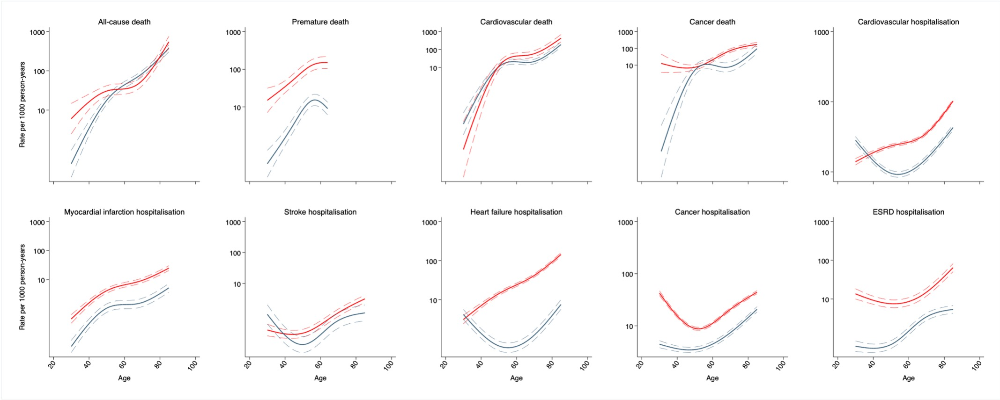 All-cause death
Premature death
Cardiovascular death
Cancer death
Cardiovascular hospitalisation
Rate per 1000 person-years
1000
100
10
1000
100
10
1000
100
10
1000
100
10
1000
100
10
Myocardial infarction hospitalisation
Stroke hospitalisation
Heart failure hospitalisation
Cancer hospitalisation
ESRD hospitalisation
Rate per 1000 person-years
1000
100
10
1000
100
10
1000
100
10
1000
100
10
1000
100
10
20 40 60 80 100
20 40 60 80 100
20 40 60 80 100
20 40 60 80 100
20 40 60 80 100
Age
Age
Age
Age
Age